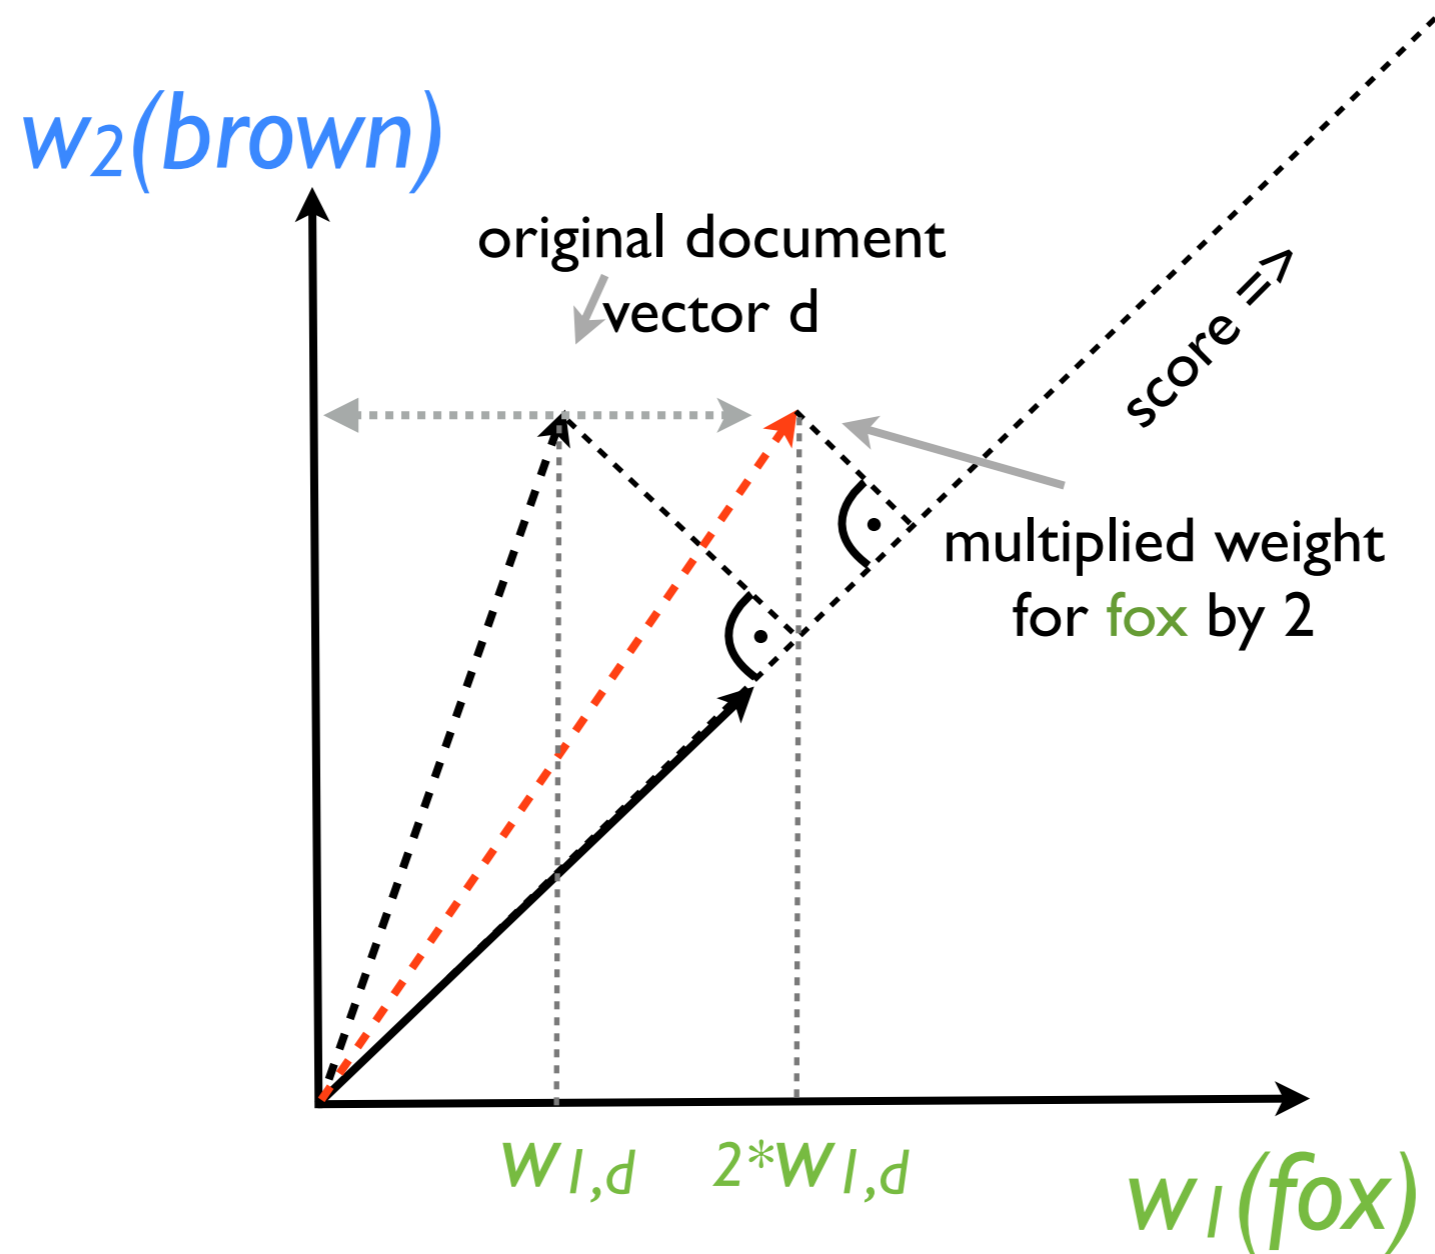 w2(brown)
original document
vector d
score =>
multiplied weight
for fox by 2
w1,d
2*w1,d
w1(fox)